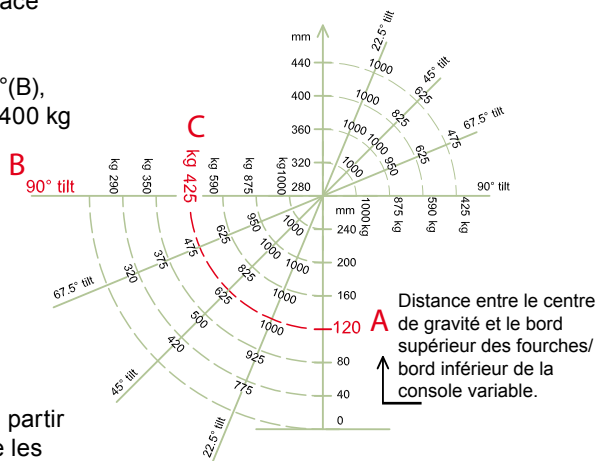 ace
°(B),
400 kg
B
90° tilt
C
kg 425
kg 290
kg 350
kg 590
kg 875
kg1000
mm
440
400
360
320
280
22.5° tilt
45° tilt
67.5° tilt
90° tilt
1000
625
475
1000
825
625
1000
1000
950
1000
1000 kg
875 kg
590 kg
425 kg
mm
240
200
160
120
80
40
0
1000
950
1000
1000
625
825
1000
475
625
1000
375
500
925
320
420
775
67.5° tilt
45° tilt
22.5° tilt
A
Distance entre le centre
de gravité et le bord
supérieur des fourches/
bord inférieur de la
console variable.
partir
e les